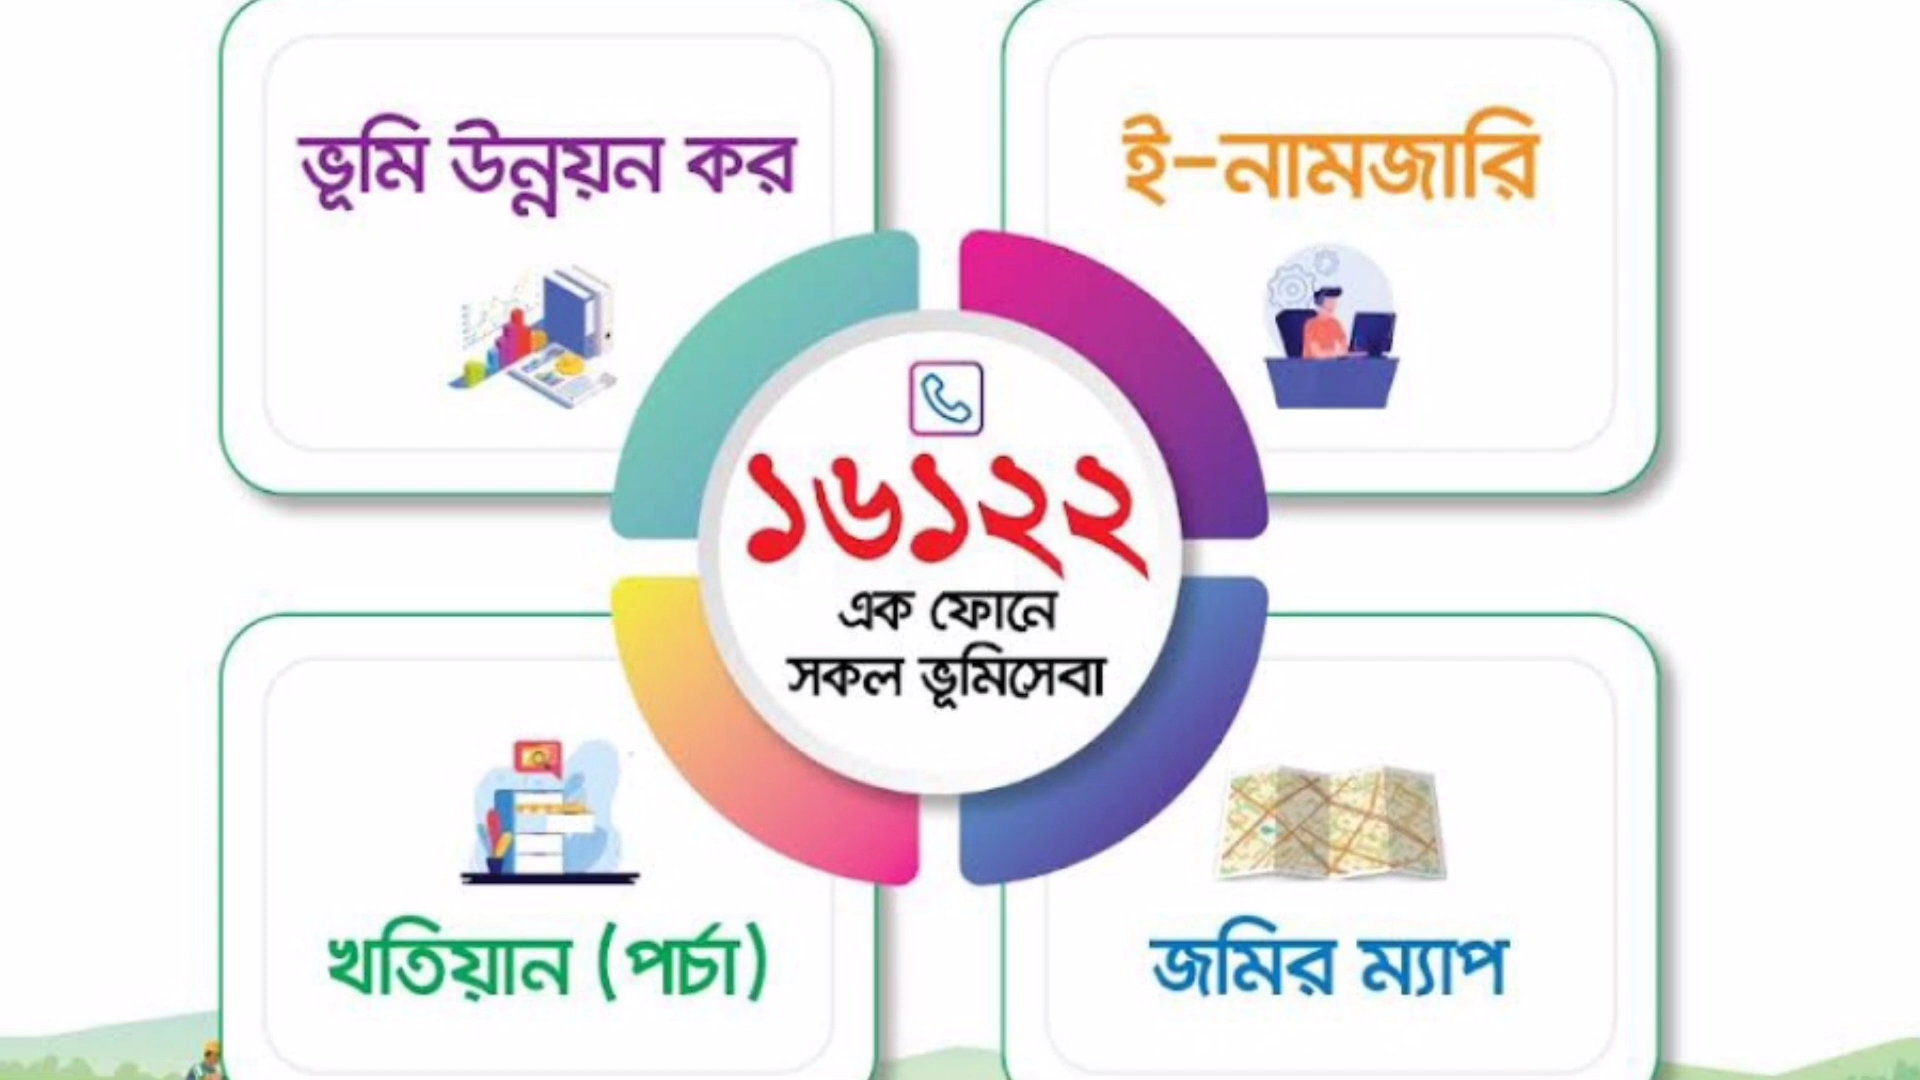 ভূমি উন্নয়ন কর
ই-নামজারি
১৬১২২
এক ফোনে
সকল ভূমিসেবা
খতিয়ান (পর্চা)
জমির ম্যাপ